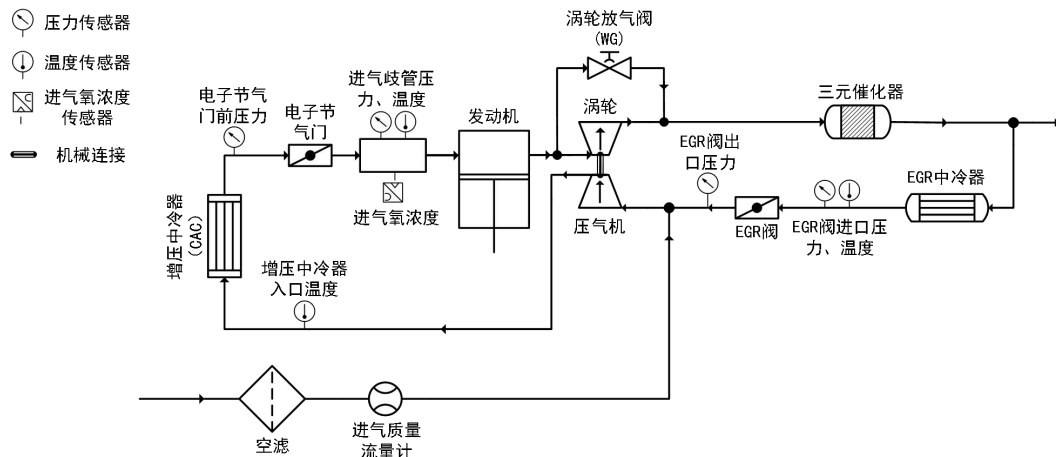 压力传感器
温度传感器
进气氧浓度
传感器
机械连接
电子节气
门前压力
电子节
气门
进气歧管压
力、温度
进气氧浓度
发动机
涡轮放气阀
(WG)
涡轮
压气机
三元催化器
EGR阀出
口压力
EGR阀
EGR阀进口压
力、温度
EGR中冷器
增压中冷器
(CAC)
增压中冷器
入口温度
空滤
进气质量
流量计